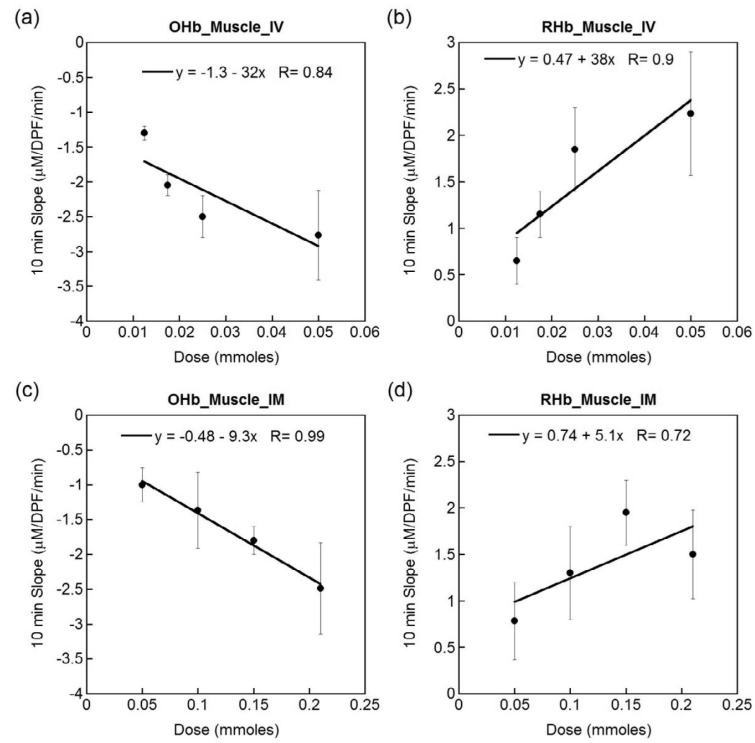 (a)
OHb_Muscle_IV
y = -1.3 - 32x R= 0.84
10 min Slope (μM/DPF/min)
0
-0.5
-1
-1.5
-2
-2.5
-3
-3.5
-4
0 0.01 0.02 0.03 0.04 0.05 0.06
Dose (mmoles)
(b)
RHb_Muscle_IV
y = 0.47 + 38x R= 0.9
10 min Slope (μM/DPF/min)
3
2.5
2
1.5
1
0.5
0
0 0.01 0.02 0.03 0.04 0.05 0.06
Dose (mmoles)
(c)
OHb_Muscle_IM
y = -0.48 - 9.3x R= 0.99
10 min Slope (μM/DPF/min)
0
-0.5
-1
-1.5
-2
-2.5
-3
-3.5
-4
0 0.05 0.1 0.15 0.2 0.25
Dose (mmoles)
(d)
RHb_Muscle_IM
y = 0.74 + 5.1x R= 0.72
10 min Slope (μM/DPF/min)
3
2.5
2
1.5
1
0.5
0
0 0.05 0.1 0.15 0.2 0.25
Dose (mmoles)